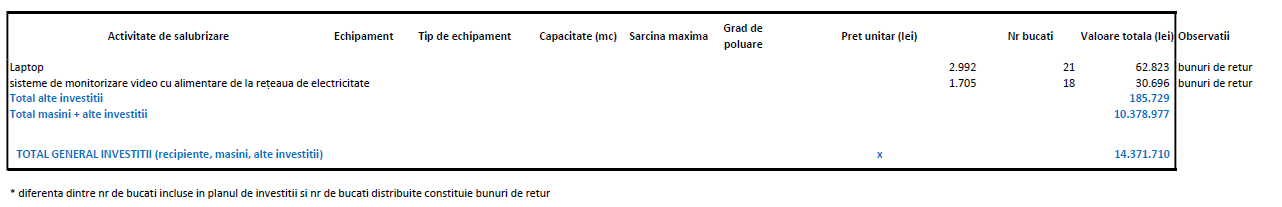 Activitate de salubrizare Echipament Tip de echipament Capacitate (mc) Sarcina maxima Grad de poluare Pret unitar (lei) Nr bucati Valoare totala (lei) Observatii
Laptop 2.992 21 62.823 bunuri de retur
sisteme de monitorizare video cu alimentare de la rețeaua de electricitate 1.705 18 30.696 bunuri de retur
Total alte investitii 185.729
Total masini + alte investitii 10.378.977
TOTAL GENERAL INVESTITII (recipiente, masini, alte investitii) x 14.371.710
* diferenta dintre nr de bucati incluse in planul de investitii si nr de bucati distribuite constituie bunuri de retur